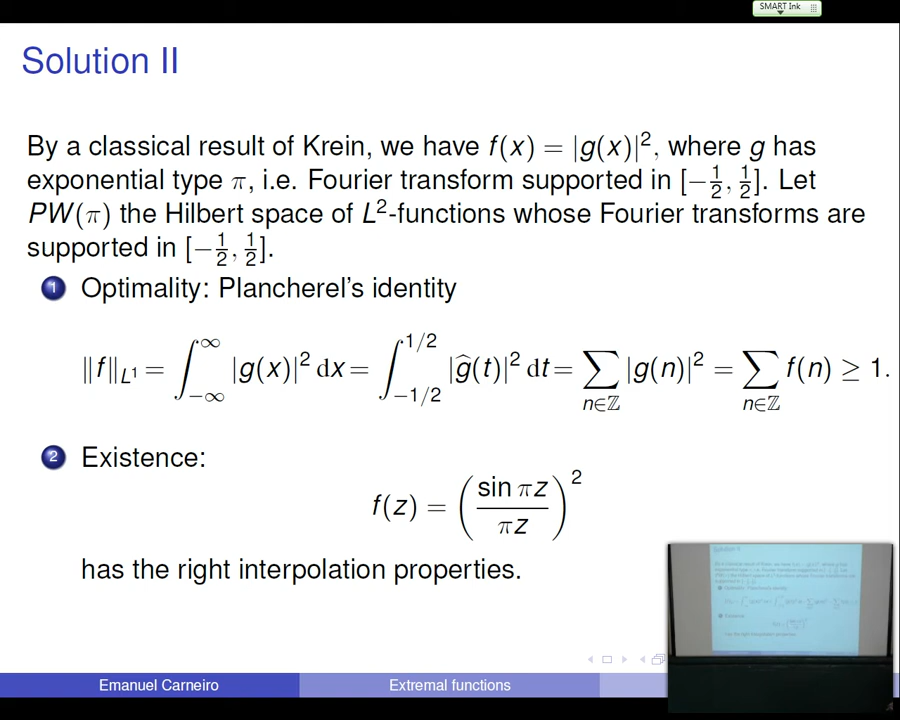 SMART Ink
Solution II
By a classical result of Krein, we have f(x) = |g(x)|², where g has
exponential type π, i.e. Fourier transform supported in [−1/2, 1/2]. Let
PW(π) the Hilbert space of L²-functions whose Fourier transforms are
supported in [−1/2, 1/2].
1 Optimality: Plancherel's identity
‖f‖_{L¹} = ∫_{−∞}^{∞} |g(x)|² dx = ∫_{−1/2}^{1/2} |ĝ(t)|² dt = ∑_{n∈ℤ} |g(n)|² = ∑_{n∈ℤ} f(n) ≥ 1.
2 Existence:
f(z) = (sin πz / πz)²
has the right interpolation properties.
Emanuel Carneiro
Extremal functions